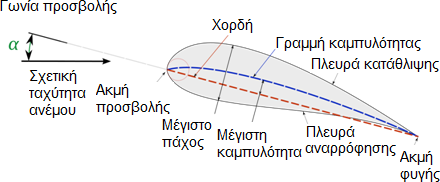 Γωνία προσβολής
α
Σχετική
ταχύτητα
ανέμου
Ακμή
προσβολής
Χορδή
Γραμμή καμπυλότητας
Πλευρά κατάθλιψης
Μέγιστο
πάχος
Μέγιστη
καμπυλότητα
Πλευρά
αναρρόφησης
Ακμή
φυγής